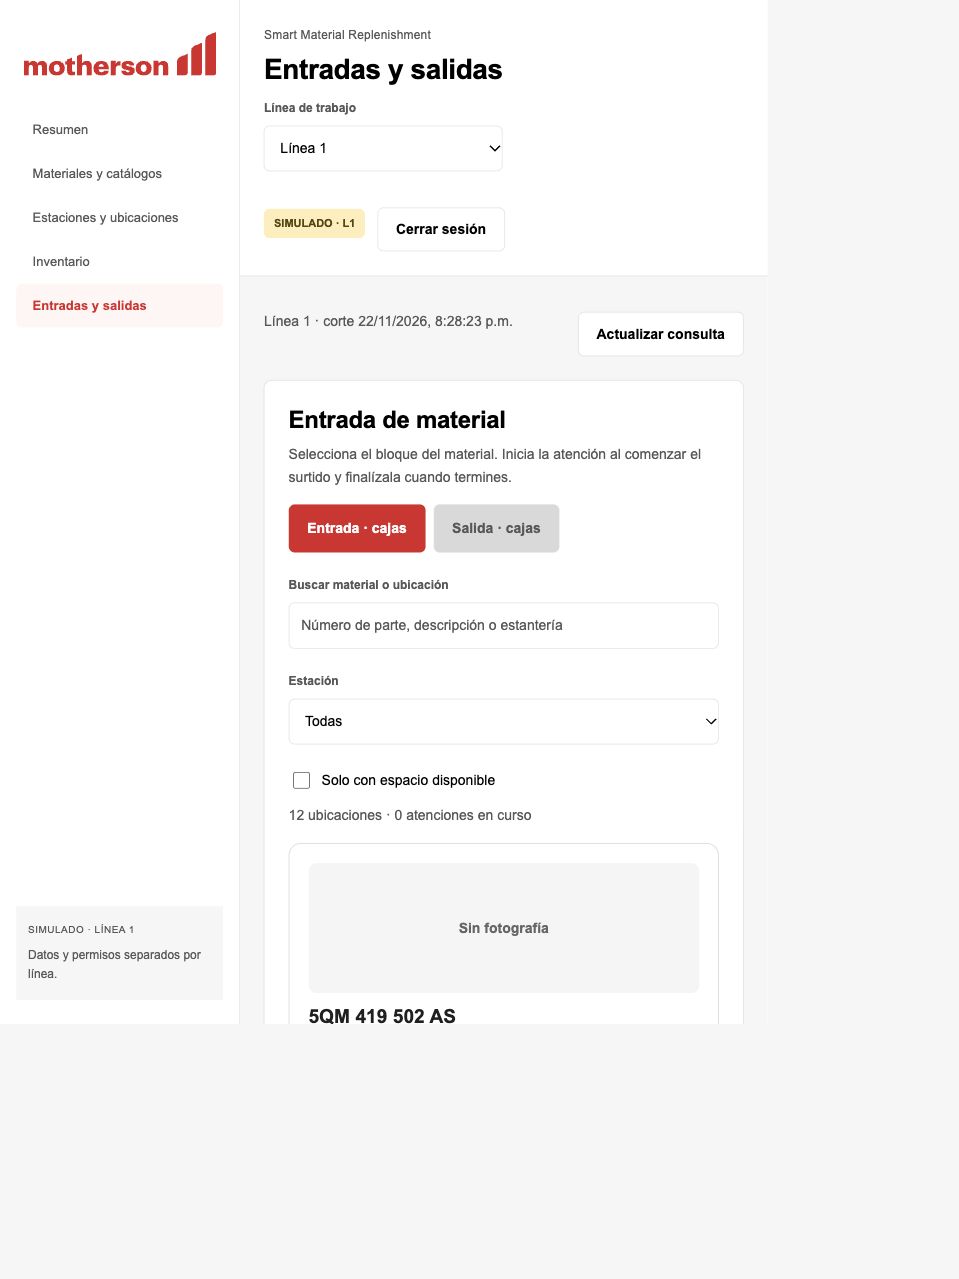 motherson
Resumen
Materiales y catálogos
Estaciones y ubicaciones
Inventario
Entradas y salidas
SIMULADO · LÍNEA 1
Datos y permisos separados por
línea.
Smart Material Replenishment
Entradas y salidas
Línea de trabajo
Línea 1
SIMULADO · L1
Cerrar sesión
Línea 1 · corte 22/11/2026, 8:28:23 p.m.
Actualizar consulta
Entrada de material
Selecciona el bloque del material. Inicia la atención al comenzar el
surtido y finalízala cuando termines.
Entrada · cajas
Salida · cajas
Buscar material o ubicación
Número de parte, descripción o estantería
Estación
Todas
Solo con espacio disponible
12 ubicaciones · 0 atenciones en curso
Sin fotografía
5QM 419 502 AS